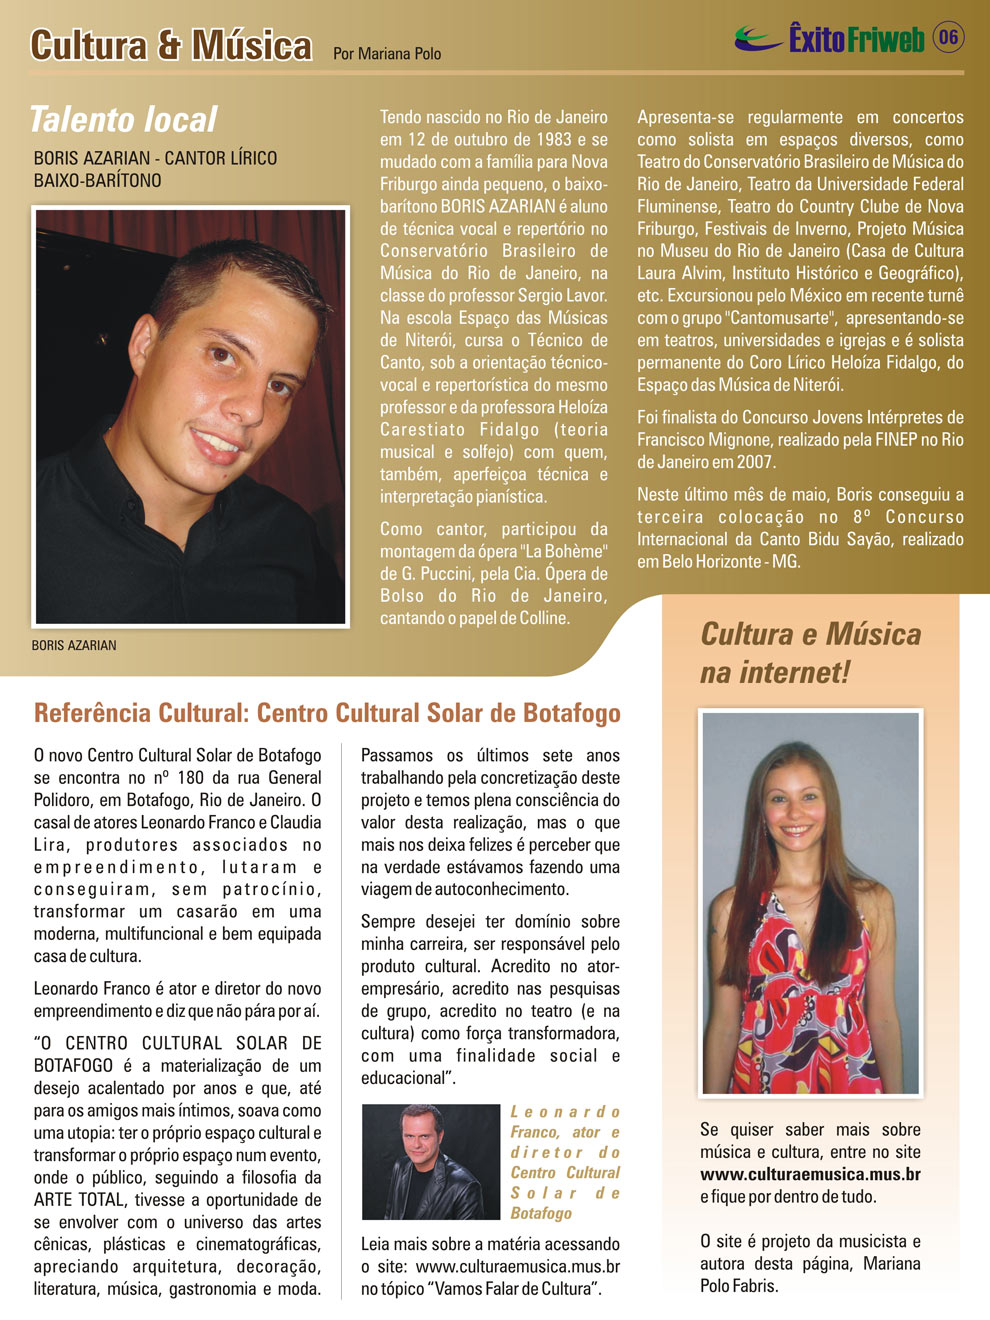 Cultura & Música
Por Mariana Polo
Êxito Friweb
06
Talento local
BORIS AZARIAN - CANTOR LÍRICO
BAIXO-BARÍTONO
BORIS AZARIAN
Tendo nascido no Rio de Janeiro
em 12 de outubro de 1983 e se
mudado com a família para Nova
Friburgo ainda pequeno, o baixo-
barítono BORIS AZARIAN é aluno
de técnica vocal e repertório no
Conservatório Brasileiro de
Música do Rio de Janeiro, na
classe do professor Sergio Lavor.
Na escola Espaço das Músicas
de Niterói, cursa o Técnico de
Canto, sob a orientação técnico-
vocal e repertorística do mesmo
professor e da professora Heloíza
Carestiato Fidalgo (teoria
musical e solfejo) com quem,
também, aperfeiçoa técnica e
interpretação pianística.
Como cantor, participou da
montagem da ópera "La Bohème"
de G. Puccini, pela Cia. Ópera de
Bolso do Rio de Janeiro,
cantando o papel de Colline.
Apresenta-se regularmente em concertos
como solista em espaços diversos, como
Teatro do Conservatório Brasileiro de Música do
Rio de Janeiro, Teatro da Universidade Federal
Fluminense, Teatro do Country Clube de Nova
Friburgo, Festivais de Inverno, Projeto Música
no Museu do Rio de Janeiro (Casa de Cultura
Laura Alvim, Instituto Histórico e Geográfico),
etc. Excursionou pelo México em recente turnê
com o grupo "Cantomusarte", apresentando-se
em teatros, universidades e igrejas e é solista
permanente do Coro Lírico Heloíza Fidalgo, do
Espaço das Música de Niterói.
Foi finalista do Concurso Jovens Intérpretes de
Francisco Mignone, realizado pela FINEP no Rio
de Janeiro em 2007.
Neste último mês de maio, Boris conseguiu a
terceira colocação no 8º Concurso
Internacional da Canto Bidu Sayão, realizado
em Belo Horizonte - MG.
Referência Cultural: Centro Cultural Solar de Botafogo
O novo Centro Cultural Solar de Botafogo
se encontra no nº 180 da rua General
Polidoro, em Botafogo, Rio de Janeiro. O
casal de atores Leonardo Franco e Claudia
Lira, produtores associados no
empreendimento, lutaram e
conseguiram, sem patrocínio,
transformar um casarão em uma
moderna, multifuncional e bem equipada
casa de cultura.
Leonardo Franco é ator e diretor do novo
empreendimento e diz que não pára por aí.
“O CENTRO CULTURAL SOLAR DE
BOTAFOGO é a materialização de um
desejo acalentado por anos e que, até
para os amigos mais íntimos, soava como
uma utopia: ter o próprio espaço cultural e
transformar o próprio espaço num evento,
onde o público, seguindo a filosofia da
ARTE TOTAL, tivesse a oportunidade de
se envolver com o universo das artes
cênicas, plásticas e cinematográficas,
apreciando arquitetura, decoração,
literatura, música, gastronomia e moda.
Passamos os últimos sete anos
trabalhando pela concretização deste
projeto e temos plena consciência do
valor desta realização, mas o que
mais nos deixa felizes é perceber que
na verdade estávamos fazendo uma
viagem de autoconhecimento.
Sempre desejei ter domínio sobre
minha carreira, ser responsável pelo
produto cultural. Acredito no ator-
empresário, acredito nas pesquisas
de grupo, acredito no teatro (e na
cultura) como força transformadora,
com uma finalidade social e
educacional”.
Leonardo
Franco, ator e
diretor do
Centro Cultural
Solar de
Botafogo
Leia mais sobre a matéria acessando
o site: www.culturaemusica.mus.br
no tópico “Vamos Falar de Cultura”.
Cultura e Música
na internet!
Se quiser saber mais sobre
música e cultura, entre no site
www.culturaemusica.mus.br
e fique por dentro de tudo.
O site é projeto da musicista e
autora desta página, Mariana
Polo Fabris.